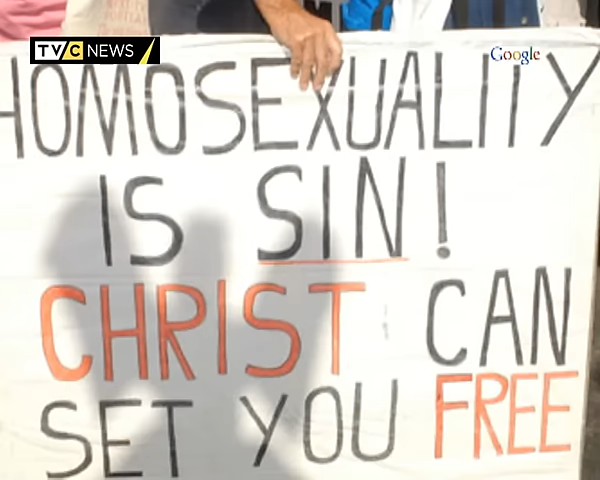 TVC NEWS
Google
HOMOSEXUALITY
IS SIN!
CHRIST CAN
SET YOU FREE